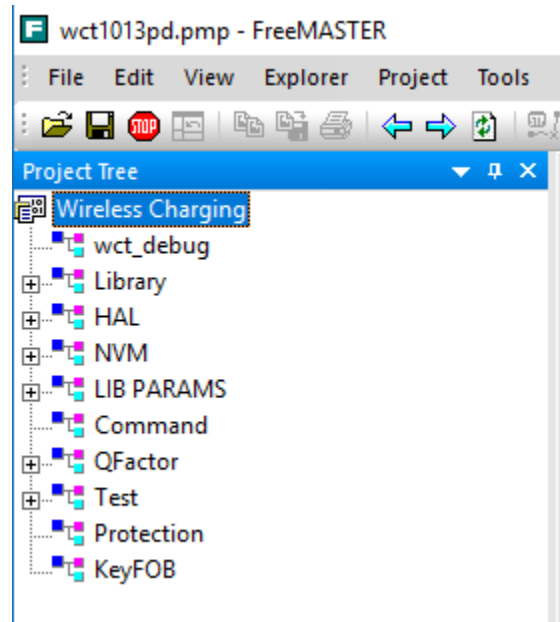 wct1013pd.pmp - FreeMASTER
File Edit View Explorer Project Tools
STOP
Project Tree
Wireless Charging
wct_debug
Library
HAL
NVM
LIB PARAMS
Command
QFactor
Test
Protection
KeyFOB